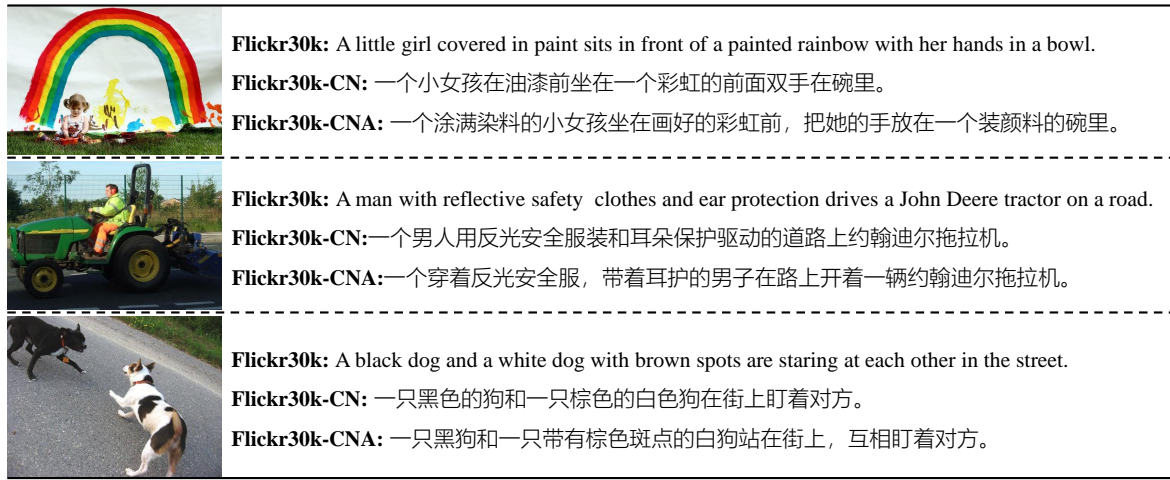 Flickr30k: A little girl covered in paint sits in front of a painted rainbow with her hands in a bowl.
Flickr30k-CN: 一个小女孩在油漆前坐在一个彩虹的前面双手在碗里。
Flickr30k-CNA: 一个涂满染料的小女孩坐在画好的彩虹前，把她的手放在一个装颜料的碗里。
Flickr30k: A man with reflective safety clothes and ear protection drives a John Deere tractor on a road.
Flickr30k-CN:一个男人用反光安全服装和耳朵保护驱动的道路上约翰迪尔拖拉机。
Flickr30k-CNA:一个穿着反光安全服，带着耳护的男子在路上开着一辆约翰迪尔拖拉机。
Flickr30k: A black dog and a white dog with brown spots are staring at each other in the street.
Flickr30k-CN: 一只黑色的狗和一只棕色的白色狗在街上盯着对方。
Flickr30k-CNA: 一只黑狗和一只带有棕色斑点的白狗站在街上，互相盯着对方。